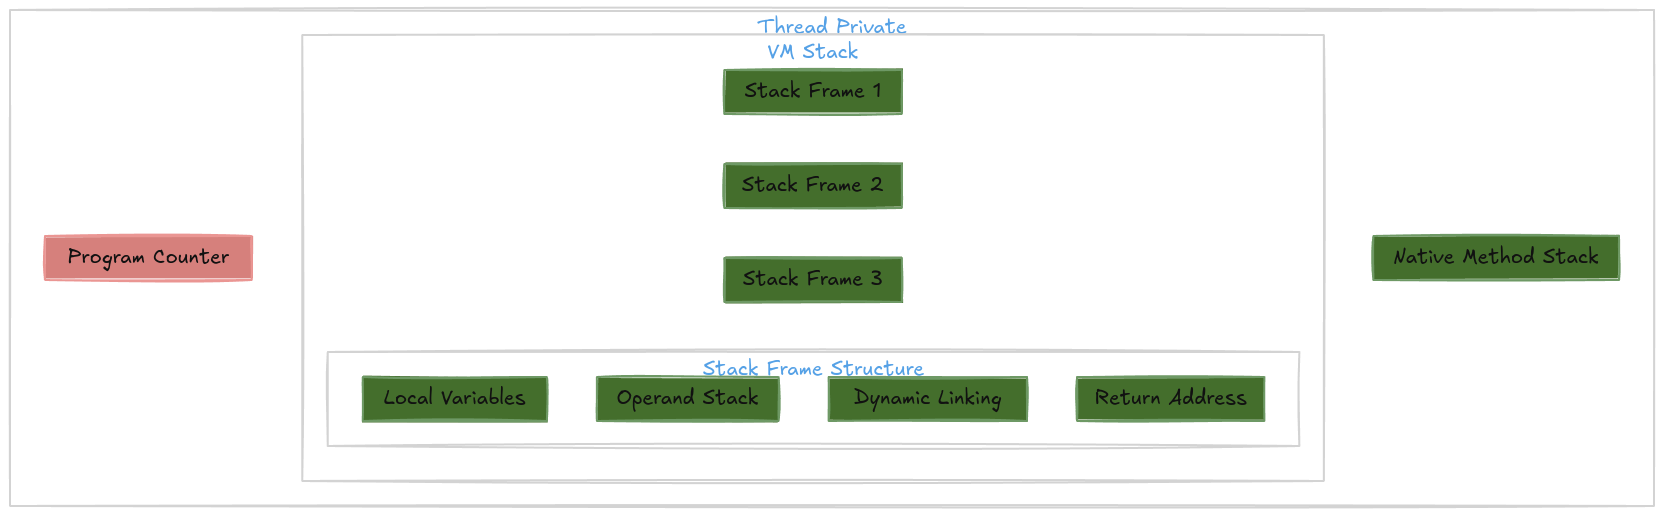 Thread Private
VM Stack
Stack Frame 1
Stack Frame 2
Program Counter
Native Method Stack
Stack Frame 3
Stack Frame Structure
Local Variables
Operand Stack
Dynamic Linking
Return Address